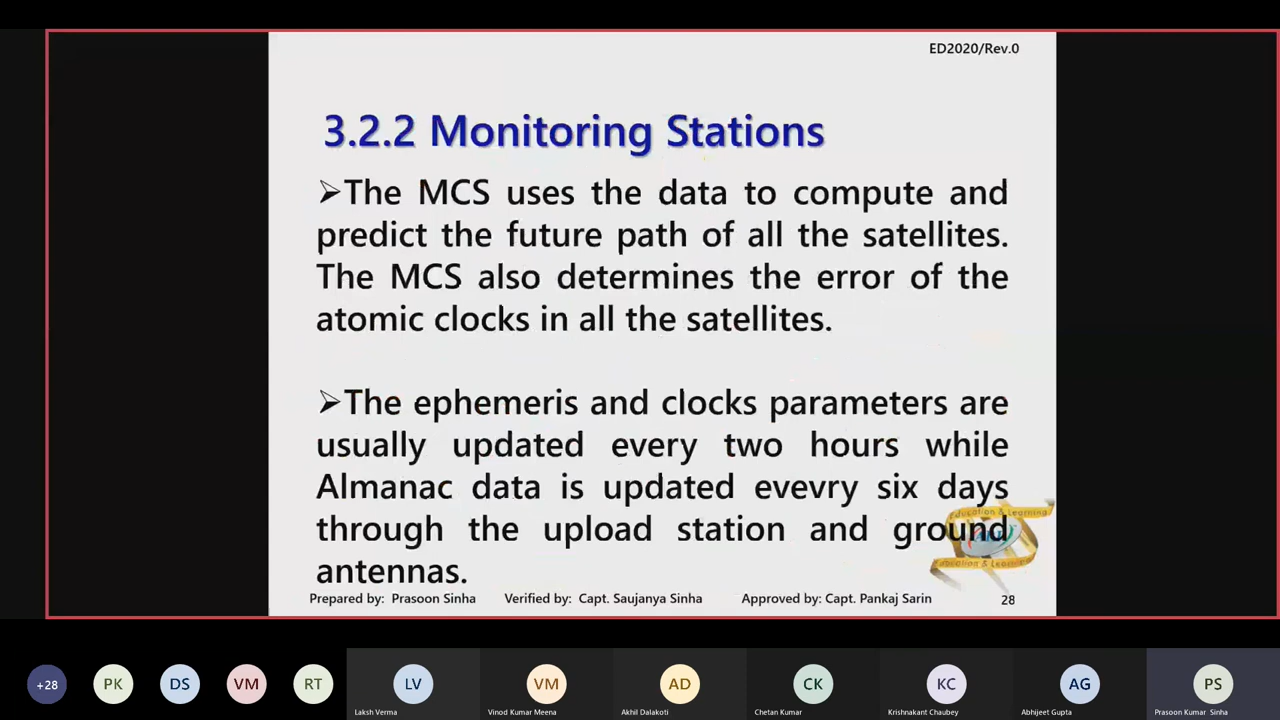 ED2020/Rev.0
3.2.2 Monitoring Stations
➢The MCS uses the data to compute and
predict the future path of all the satellites.
The MCS also determines the error of the
atomic clocks in all the satellites.
➢The ephemeris and clocks parameters are
usually updated every two hours while
Almanac data is updated evevry six days
through the upload station and ground
antennas.
Education & Learning
Education & Learning
Prepared by: Prasoon Sinha Verified by: Capt. Saujanya Sinha Approved by: Capt. Pankaj Sarin 28
+28 PK DS VM RT LV VM AD CK KC AG PS
Laksh Verma Vinod Kumar Meena Akhil Dalakoti Chetan Kumar Krishnakant Chaubey Abhijeet Gupta Prasoon Kumar Sinha